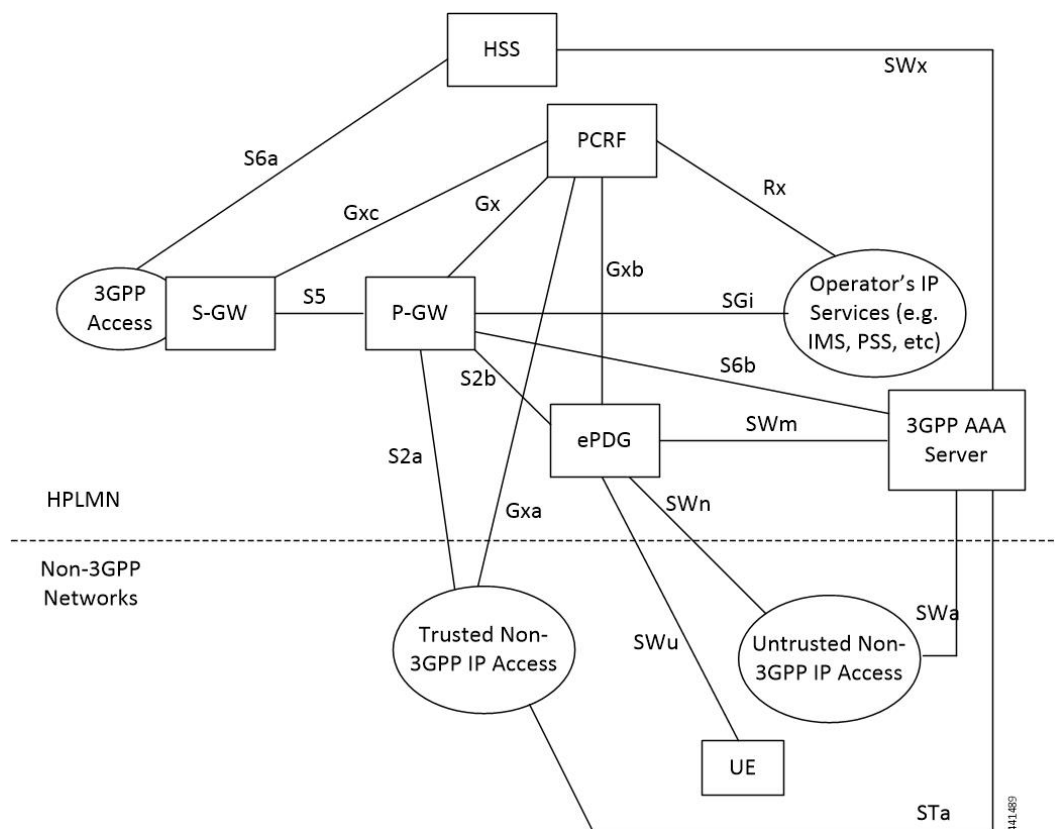 HSS
SWx
PCRF
S6a
Rx
Gxc
Gx
Gxb
3GPP
Access
S-GW
S5
P-GW
SGi
Operator's IP
Services (e.g.
IMS, PSS, etc)
S6b
S2b
ePDG
SWm
3GPP AAA
Server
S2a
HPLMN
Gxa
SWn
Non-3GPP
Networks
Trusted Non-
3GPP IP Access
SWu
Untrusted Non-
3GPP IP Access
SWa
UE
STa
441489